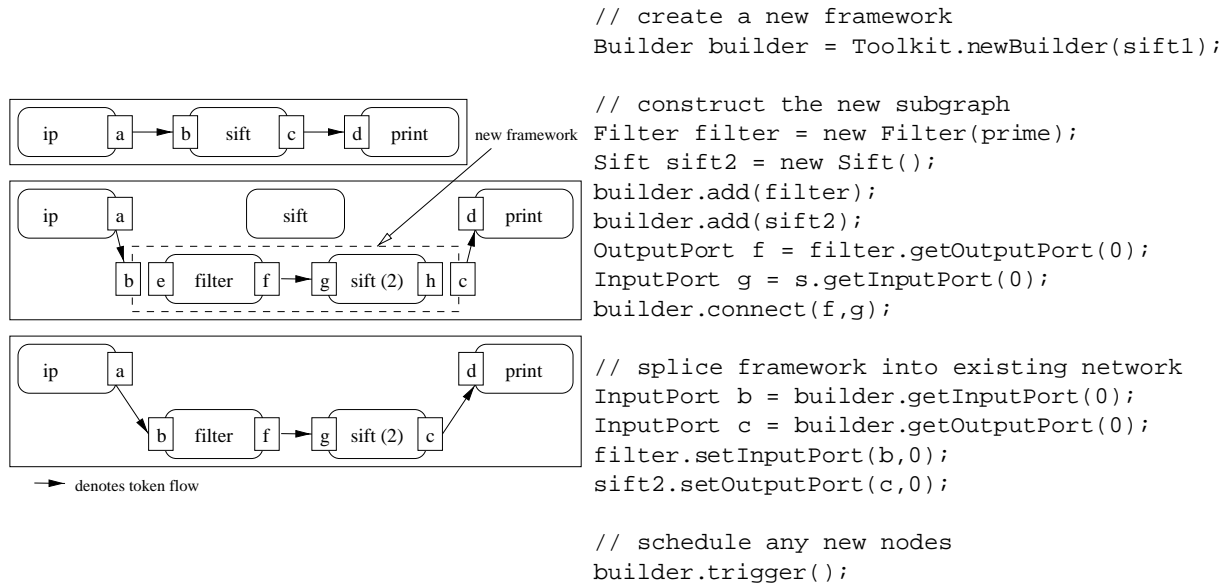 ip a b sift c d print
new framework
ip a sift d print
b e filter f g sift (2) h c
ip a d print
b filter f g sift (2) c
denotes token flow
// create a new framework
Builder builder = Toolkit.newBuilder(sift1);
// construct the new subgraph
Filter filter = new Filter(prime);
Sift sift2 = new Sift();
builder.add(filter);
builder.add(sift2);
OutputPort f = filter.getOutputPort(0);
InputPort g = s.getInputPort(0);
builder.connect(f,g);
// splice framework into existing network
InputPort b = builder.getInputPort(0);
InputPort c = builder.getOutputPort(0);
filter.setInputPort(b,0);
sift2.setOutputPort(c,0);
// schedule any new nodes
builder.trigger();